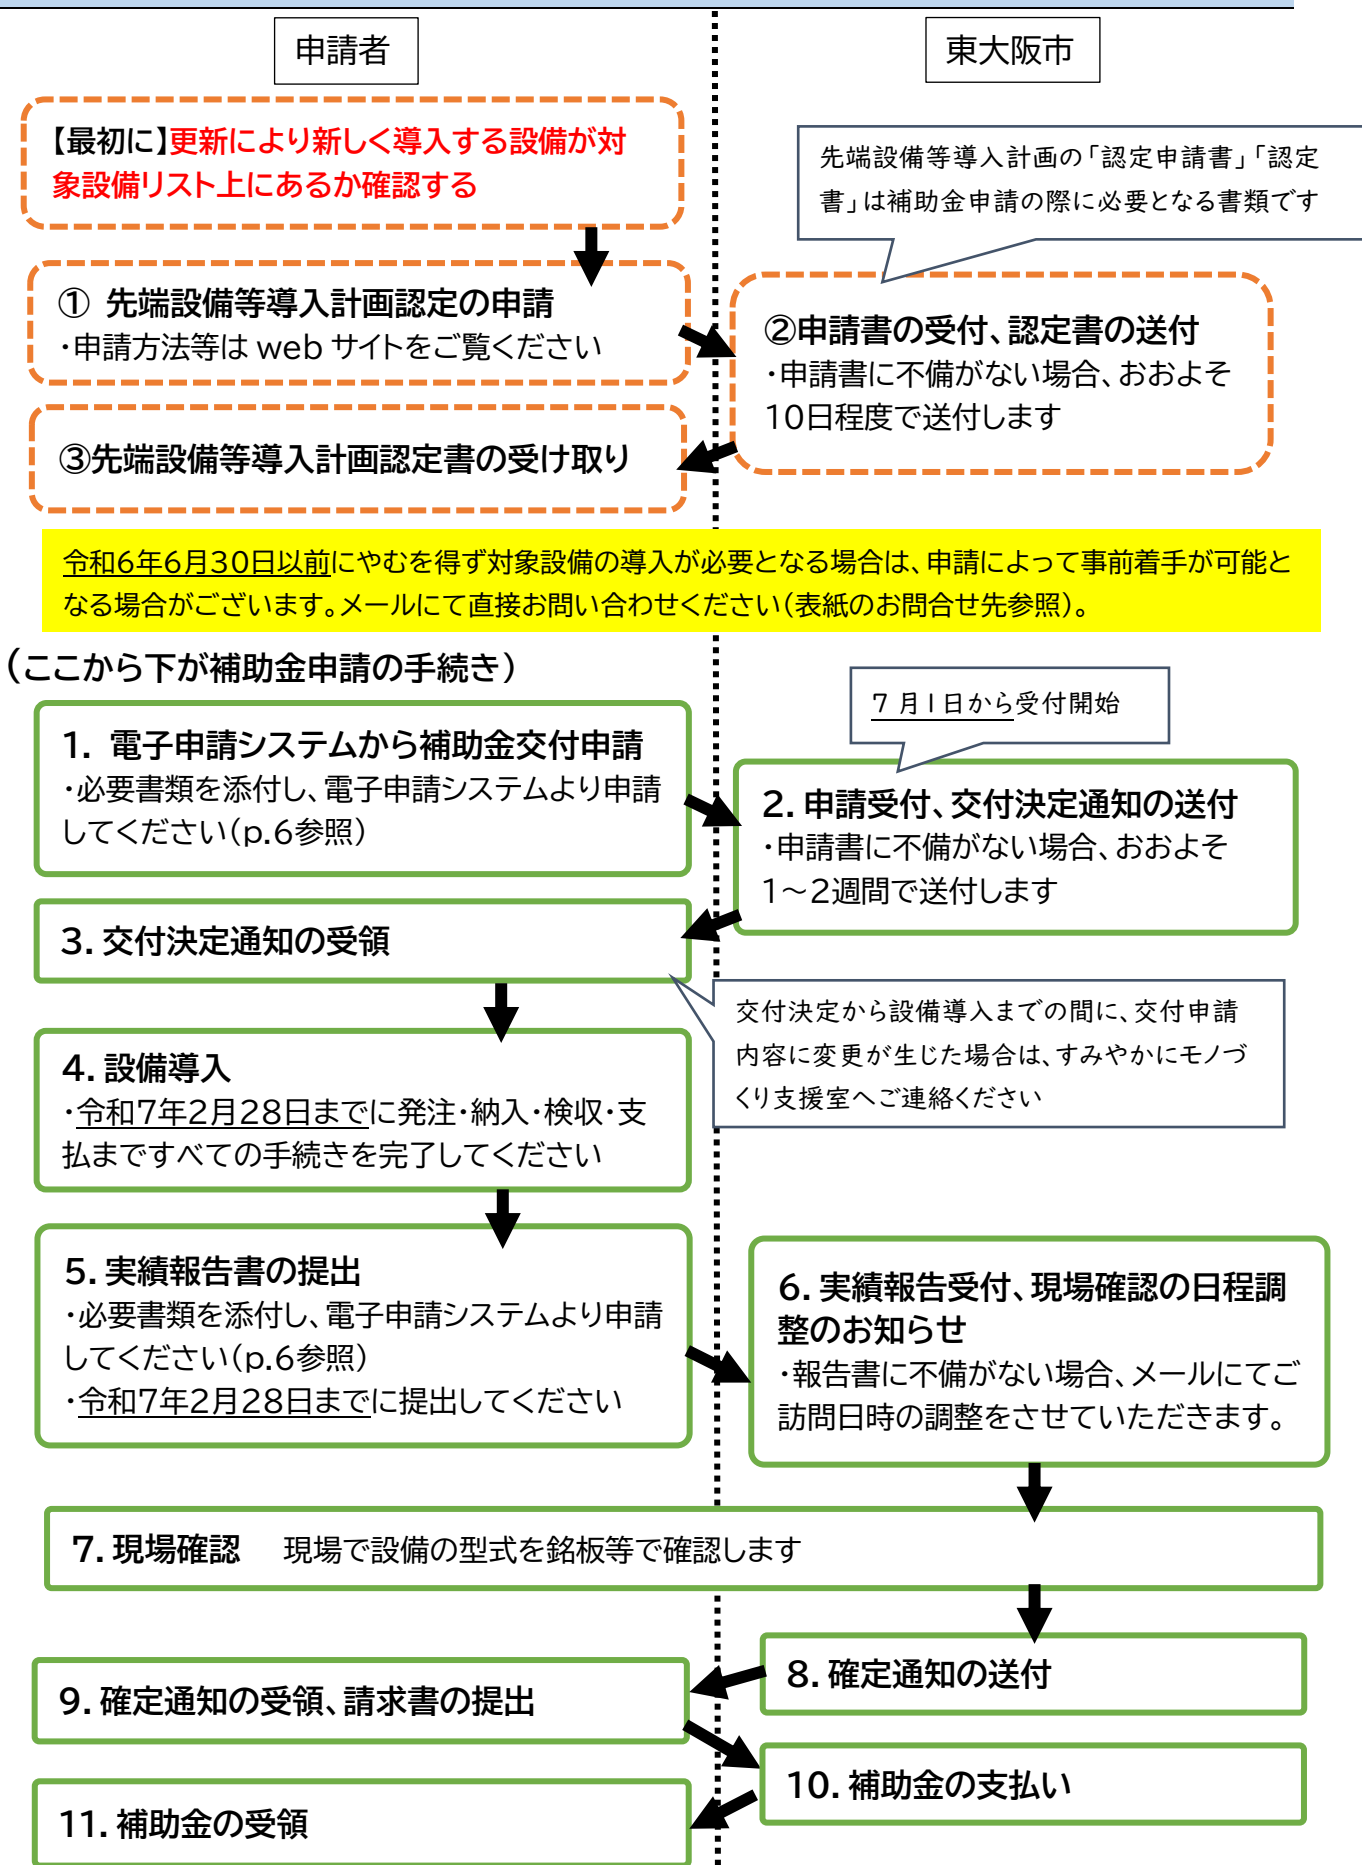 申請者
東大阪市
【最初に】更新により新しく導入する設備が対
象設備リスト上にあるか確認する
先端設備等導入計画の「認定申請書」「認定
書」は補助金申請の際に必要となる書類です
① 先端設備等導入計画認定の申請
・申請方法等は web サイトをご覧ください
②申請書の受付、認定書の送付
・申請書に不備がない場合、おおよそ
10日程度で送付します
③先端設備等導入計画認定書の受け取り
令和6年6月30日以前にやむを得ず対象設備の導入が必要となる場合は、申請によって事前着手が可能と
なる場合がございます。メールにて直接お問い合わせください(表紙のお問合せ先参照)。
(ここから下が補助金申請の手続き)
7月1日から受付開始
1. 電子申請システムから補助金交付申請
・必要書類を添付し、電子申請システムより申請
してください(p.6参照)
2.申請受付、交付決定通知の送付
・申請書に不備がない場合、おおよそ
1~2週間で送付します
3.交付決定通知の受領
交付決定から設備導入までの間に、交付申請
内容に変更が生じた場合は、すみやかにモノづ
くり支援室へご連絡ください
4.設備導入
・令和7年2月28日までに発注・納入・検収・支
払まですべての手続きを完了してください
5.実績報告書の提出
・必要書類を添付し、電子申請システムより申請
してください(p.6参照)
・令和7年2月28日までに提出してください
6.実績報告受付、現場確認の日程調
整のお知らせ
・報告書に不備がない場合、メールにてご
訪問日時の調整をさせていただきます。
7.現場確認 現場で設備の型式を銘板等で確認します
8.確定通知の送付
9.確定通知の受領、請求書の提出
10.補助金の支払い
11.補助金の受領